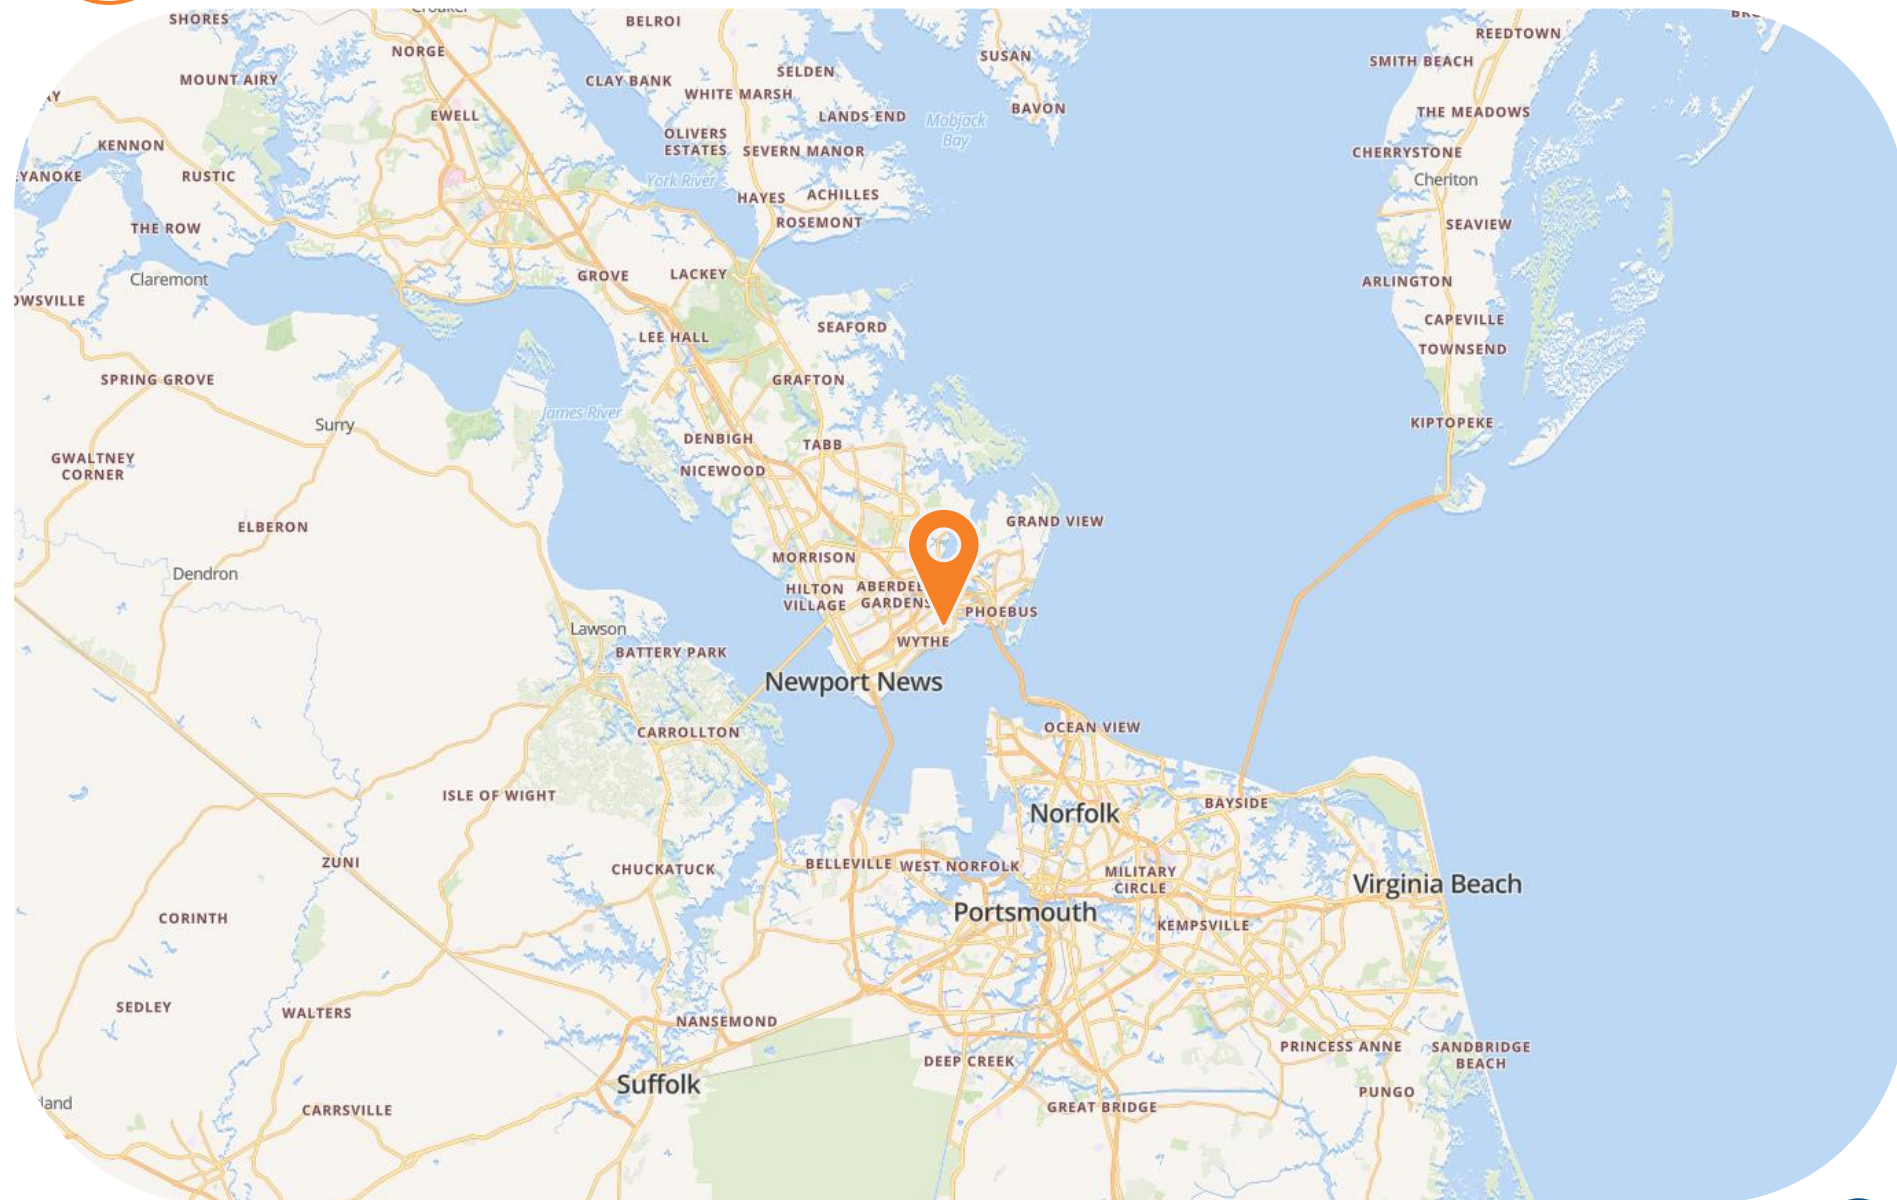 SHORES
BELROI
REEDTOWN
NORGE
SUSAN
SMITH BEACH
MOUNT AIRY
CLAY BANK
SELDEN
WHITE MARSH
BAVON
THE MEADOWS
EWELL
LANDS END
Mobjack
Bay
OLIVERS
ESTATES
SEVERN MANOR
KENNON
CHERRYSTONE
Cheriton
RUSTIC
York River
HAYES
ACHILLES
ROSEMONT
SEAVIEW
THE ROW
Claremont
GROVE
LACKEY
ARLINGTON
CAPEVILLE
SEAFORD
LEE HALL
TOWNSEND
SPRING GROVE
GRAFTON
James River
Surry
KIPTOPEKE
DENBIGH
TABB
GWALTNEY
CORNER
NICEWOOD
ELBERON
GRAND VIEW
MORRISON
Dendron
HILTON
VILLAGE
GARDENS
PHOEBUS
Lawson
WYTHE
BATTERY PARK
Newport News
CARROLLTON
OCEAN VIEW
ISLE OF WIGHT
BAYSIDE
Norfolk
ZUNI
CHUCKATUCK
BELLEVILLE
WEST NORFOLK
MILITARY
CIRCLE
Virginia Beach
CORINTH
Portsmouth
KEMPSVILLE
SEDLEY
WALTERS
NANSEMOND
PRINCESS ANNE
SANDBRIDGE
BEACH
DEEP CREEK
Suffolk
PUNGO
CARRSVILLE
GREAT BRIDGE